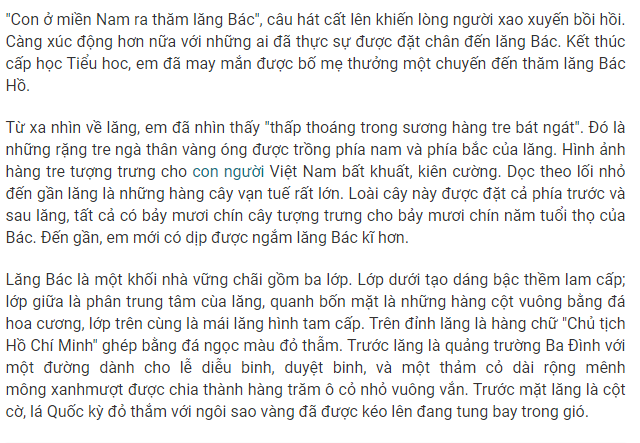 "Con ở miền Nam ra thăm lăng Bác", câu hát cất lên khiến lòng người xao xuyến bồi hồi.
Càng xúc động hơn nữa với những ai đã thực sự được đặt chân đến lăng Bác. Kết thúc
cấp học Tiểu hoc, em đã may mắn được bố mẹ thưởng một chuyến đến thăm lăng Bác
Hồ.
Từ xa nhìn về lăng, em đã nhìn thấy "thấp thoáng trong sương hàng tre bát ngát". Đó là
những rặng tre ngà thân vàng óng được trồng phía nam và phía bắc của lăng. Hình ảnh
hàng tre tượng trưng cho con người Việt Nam bất khuất, kiên cường. Dọc theo lối nhỏ
đến gần lăng là những hàng cây vạn tuế rất lớn. Loài cây này được đặt cả phía trước và
sau lăng, tất cả có bảy mươi chín cây tượng trưng cho bảy mươi chín năm tuổi thọ của
Bác. Đến gần, em mới có dịp được ngắm lăng Bác kĩ hơn.
Lăng Bác là một khối nhà vững chãi gồm ba lớp. Lớp dưới tạo dáng bậc thềm lam cấp;
lớp giữa là phân trung tâm cùa lăng, quanh bốn mặt là những hàng cột vuông bằng đá
hoa cương, lớp trên cùng là mái lăng hình tam cấp. Trên đỉnh lăng là hàng chữ "Chủ tịch
Hồ Chí Minh" ghép bằng đá ngọc màu đỏ thẫm. Trước lăng là quảng trường Ba Đình với
một đường dành cho lễ diễu binh, duyệt binh, và một thảm cỏ dài rộng mênh
mông xanhmượt được chia thành hàng trăm ô cỏ nhỏ vuông vắn. Trước mặt lăng là cột
cờ, lá Quốc kỳ đỏ thắm với ngôi sao vàng đã được kéo lên đang tung bay trong gió.